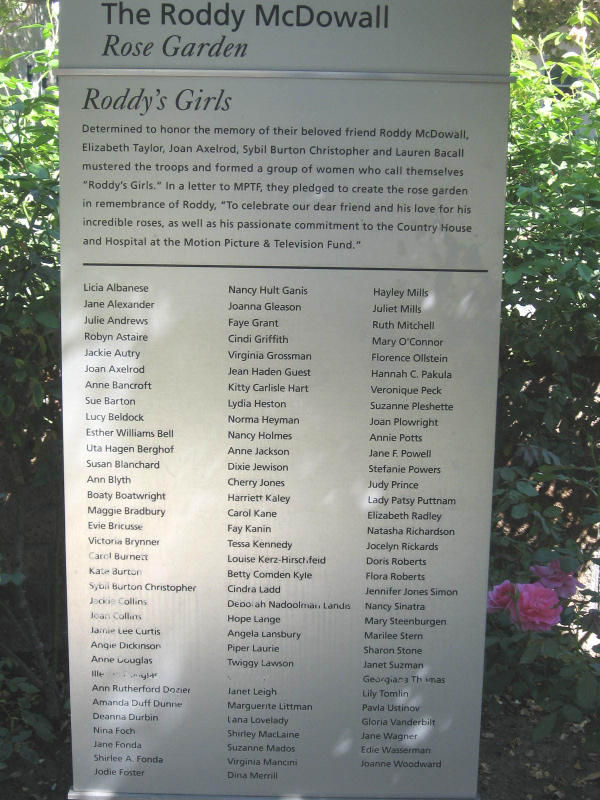 The Roddy McDowall
Rose Garden
Roddy's Girls
Determined to honor the memory of their beloved friend Roddy McDowall,
Elizabeth Taylor, Joan Axelrod, Sybil Burton Christopher and Lauren Bacall
mustered the troops and formed a group of women who call themselves
"Roddy's Girls." In a letter to MPTF, they pledged to create the rose garden
in remembrance of Roddy, "To celebrate our dear friend and his love for his
incredible roses, as well as his passionate commitment to the Country House
and Hospital at the Motion Picture & Television Fund."
Licia Albanese
Jane Alexander
Julie Andrews
Robyn Astaire
Jackie Autry
Joan Axelrod
Anne Bancroft
Sue Barton
Lucy Beldock
Esther Williams Bell
Uta Hagen Berghof
Susan Blanchard
Ann Blyth
Boaty Boatwright
Maggie Bradbury
Evie Bricusse
Victoria Brynner
Carol Burnett
Kate Burton
Sybil Burton Christopher
Jackie Collins
Joan Collins
Jamie Lee Curtis
Angie Dickinson
Anne Douglas
Ann Rutherford Dozier
Amanda Duff Dunne
Deanna Durbin
Nina Foch
Jane Fonda
Shirlee A. Fonda
Jodie Foster
Nancy Hult Ganis
Joanna Gleason
Faye Grant
Cindi Griffith
Virginia Grossman
Jean Haden Guest
Kitty Carlisle Hart
Lydia Heston
Norma Heyman
Nancy Holmes
Anne Jackson
Dixie Jewison
Cherry Jones
Harriett Kaley
Carol Kane
Fay Kanin
Tessa Kennedy
Louise Kerz-Hirschfeid
Betty Comden Kyle
Cindra Ladd
Deborah Nadoolman Landis
Hope Lange
Angela Lansbury
Piper Laurie
Twiggy Lawson
Janet Leigh
Marguerite Littman
Lana Lovelady
Shirley MacLaine
Suzanne Mados
Virginia Mancini
Dina Merrill
Hayley Mills
Juliet Mills
Ruth Mitchell
Mary O'Connor
Florence Ollstein
Hannah C. Pakula
Veronique Peck
Suzanne Pleshette
Joan Plowright
Annie Potts
Jane F. Powell
Stefanie Powers
Judy Prince
Lady Patsy Puttnam
Elizabeth Radley
Natasha Richardson
Jocelyn Rickards
Doris Roberts
Flora Roberts
Jennifer Jones Simon
Nancy Sinatra
Mary Steenburgen
Marilee Stern
Sharon Stone
Janet Suzman
Georgiana Thomas
Lily Tomlin
Pavla Ustinov
Gloria Vanderbilt
Jane Wagner
Edie Wasserman
Joanne Woodward